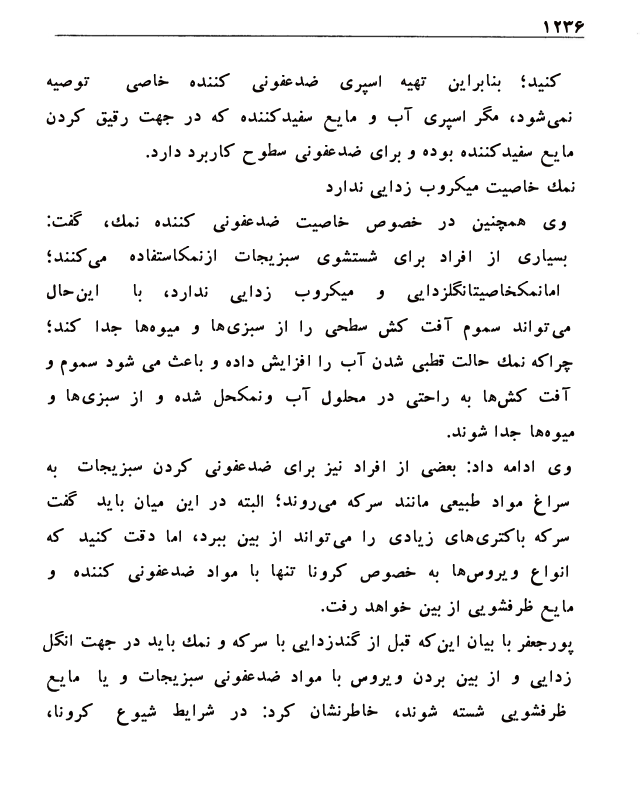 ۱۲۳۶
کنید؛ بنابراین تهیه اسپری ضدعفونی کننده خاصی توصیه
نمی‌شود، مگر اسپری آب و مایع سفیدکننده که در جهت رقیق کردن
مایع سفیدکننده بوده و برای ضدعفونی سطوح کاربرد دارد.
نمك خاصیت میکروب زدایی ندارد
وی همچنین در خصوص خاصیت ضدعفونی کننده نمك، گفت:
بسیاری از افراد برای شستشوی سبزیجات ازنمکاستفاده می‌کنند؛
امانمکخاصیتانگلزدایی و میکروب زدایی ندارد، با این‌حال
می‌تواند سموم آفت کش سطحی را از سبزی‌ها و میوه‌ها جدا کند؛
چراکه نمك حالت قطبی شدن آب را افزایش داده و باعث می شود سموم و
آفت کش‌ها به راحتی در محلول آب ونمکحل شده و از سبزی‌ها و
میوه‌ها جدا شوند.
وی ادامه داد: بعضی از افراد نیز برای ضدعفونی کردن سبزیجات به
سراغ مواد طبیعی مانند سرکه می‌روند؛ البته در این میان باید گفت
سرکه باکتری‌های زیادی را می‌تواند از بین ببرد، اما دقت کنید که
انواع ویروس‌ها به خصوص کرونا تنها با مواد ضدعفونی کننده و
مایع ظرفشویی از بین خواهد رفت.
پورجعفر با بیان این‌که قبل از گندزدایی با سرکه و نمك باید در جهت انگل
زدایی و از بین بردن ویروس با مواد ضدعفونی سبزیجات و یا مایع
ظرفشویی شسته شوند، خاطرنشان کرد: در شرایط شیوع کرونا،